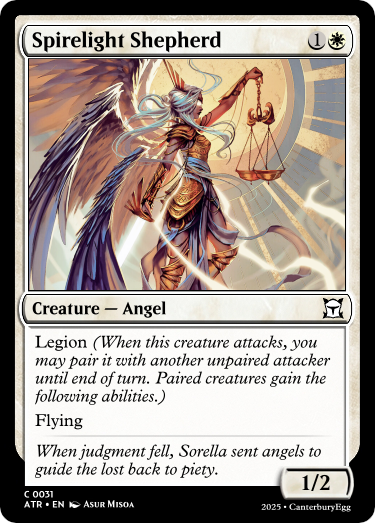 Spirelight Shepherd 1
Creature — Angel
Legion (When this creature attacks, you
may pair it with another unpaired attacker
until end of turn. Paired creatures gain the
following abilities.)
Flying
When judgment fell, Sorella sent angels to
guide the lost back to piety.
1/2
C 0031
ATR • EN Asur Misoa
2025 • CanterburyEgg